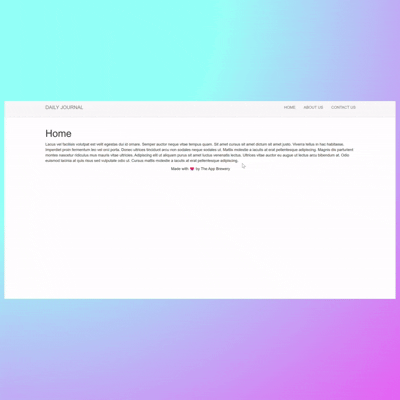 DAILY JOURNAL HOME ABOUT US CONTACT US
Home
Lacus vel facilisis volutpat est velit egestas dui id ornare. Semper auctor neque vitae tempus quam. Sit amet cursus sit amet dictum sit amet justo. Viverra tellus in hac habitasse.
Imperdiet proin fermentum leo vel orci porta. Donec ultrices tincidunt arcu non sodales neque sodales ut. Mattis molestie a iaculis at erat pellentesque adipiscing. Magnis dis parturient
montes nascetur ridiculus mus mauris vitae ultricies. Adipiscing elit ut aliquam purus sit amet luctus venenatis lectus. Ultrices vitae auctor eu augue ut lectus arcu bibendum at. Odio
euismod lacinia at quis risus sed vulputate odio ut. Cursus mattis molestie a iaculis at erat pellentesque adipiscing.
Made with ❤️ by The App Brewery